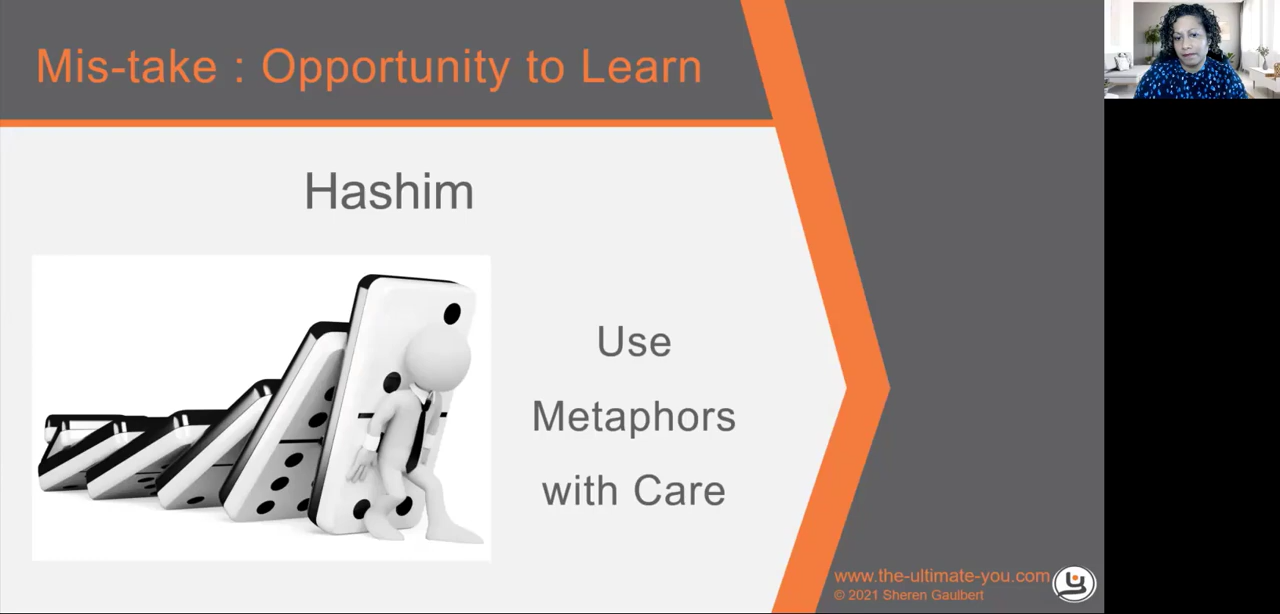 Mis-take : Opportunity to Learn
Hashim
Use
Metaphors
with Care
www.the-ultimate-you.com
© 2021 Sheren Gaulbert